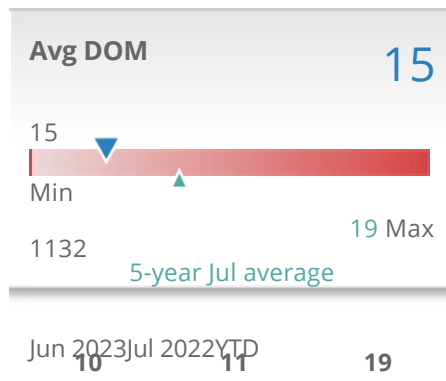 Avg DOM 15
15
Min
19 Max
1132
5-year Jul average
Jun 2023Jul 2022YTD
10 11 19